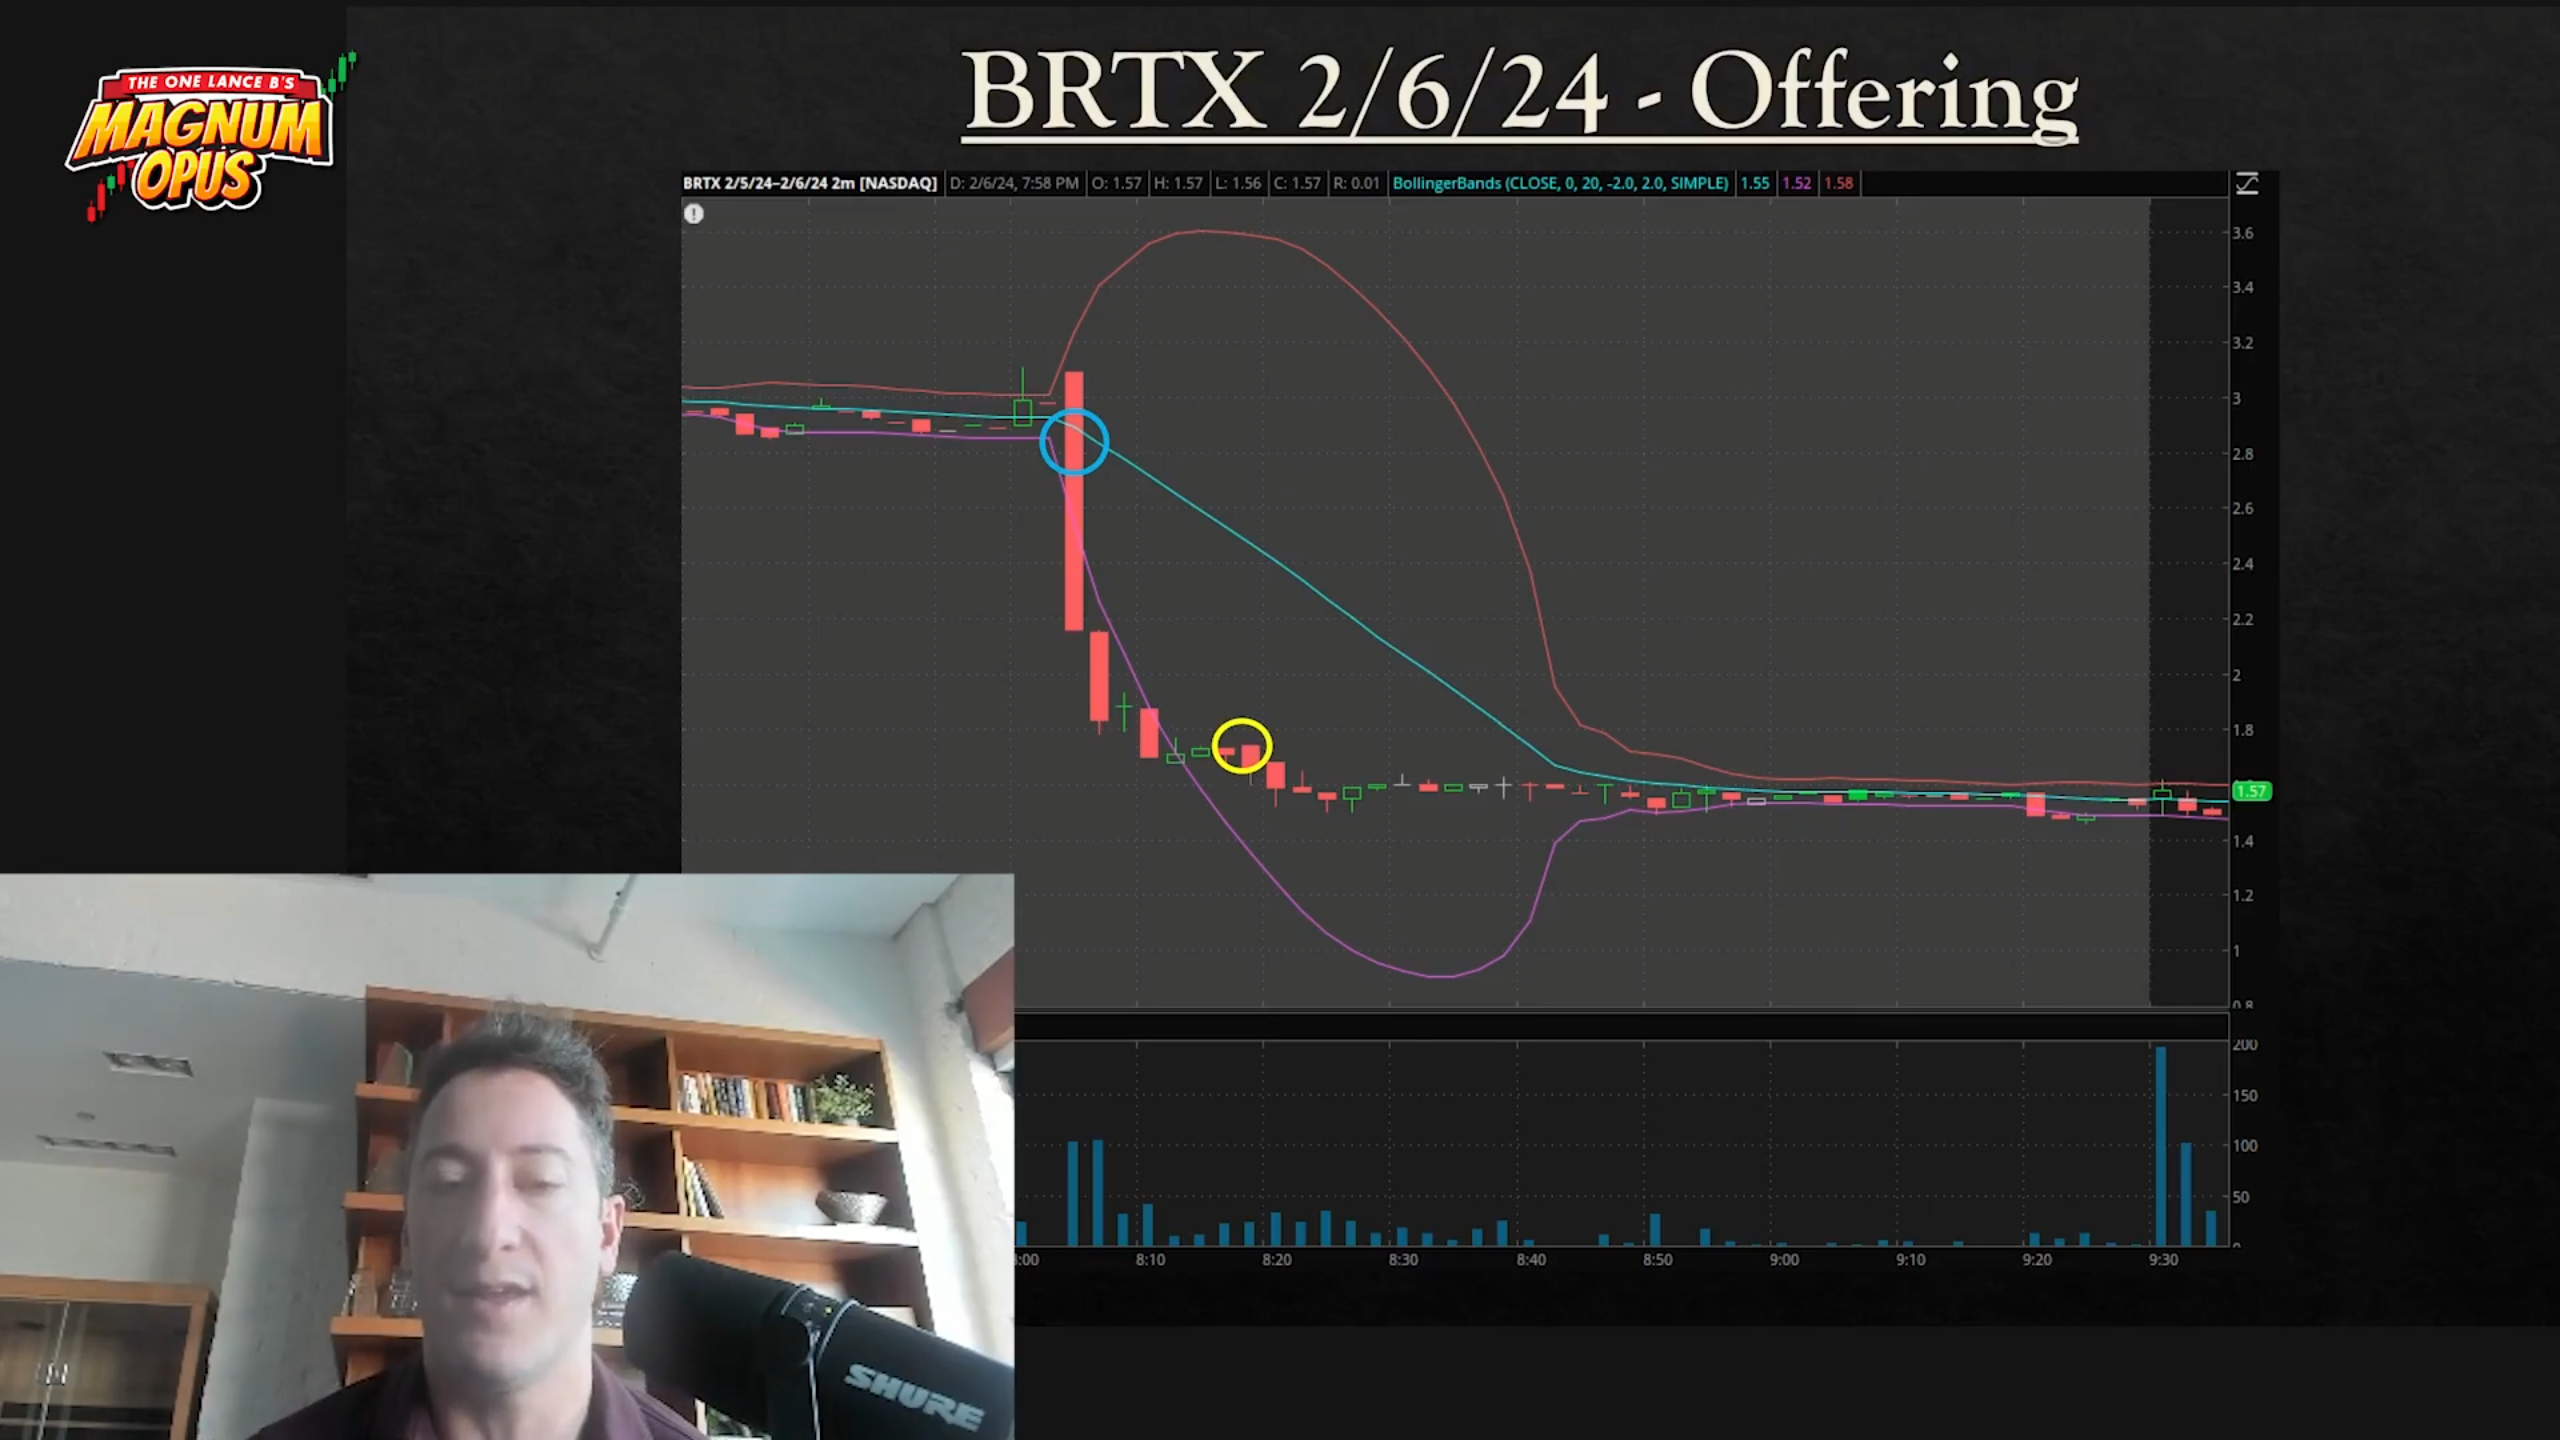 THE ONE LANCE B'S
MAGNUM
OPUS
BRTX 2/6/24 - Offering
BRTX 2/5/24–2/6/24 2m [NASDAQ] D: 2/6/24, 7:58 PM O: 1.57 H: 1.57 L: 1.56 C: 1.57 R: 0.01 BollingerBands (CLOSE, 0, 20, -2.0, 2.0, SIMPLE) 1.55 1.52 1.58
3.6
3.4
3.2
3
2.8
2.6
2.4
2.2
2
1.8
1.57
1.4
1.2
1
0.8
200
150
100
50
8:10 8:20 8:30 8:40 8:50 9:00 9:10 9:20 9:30
SHURE